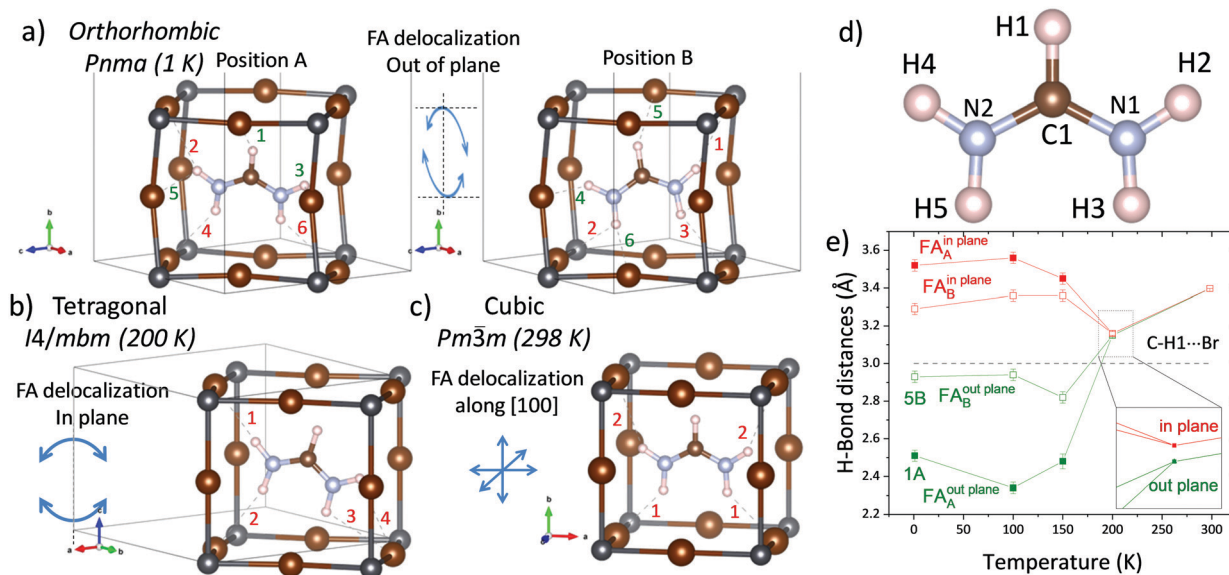 a) Orthorhombic
Pnma (1 K)
Position A
FA delocalization
Out of plane
Position B
1
2
3
5
4
6
b
c
a
5
1
4
2
3
6
b
c
a
b) Tetragonal
I4/mbm (200 K)
FA delocalization
In plane
1
2
3
4
c
a
b
c) Cubic
Pm3̅m (298 K)
FA delocalization
along [100]
2
2
1
1
b
a
d)
H1
H4
H2
N2
N1
C1
H5
H3
e)
H-Bond distances (Å)
3.6
3.4
3.2
3.0
2.8
2.6
2.4
2.2
FA_A^in plane
FA_B^in plane
C-H1···Br
5B FA_B^out plane
1A
FA_A^out plane
in plane
out plane
0 50 100 150 200 250 300
Temperature (K)